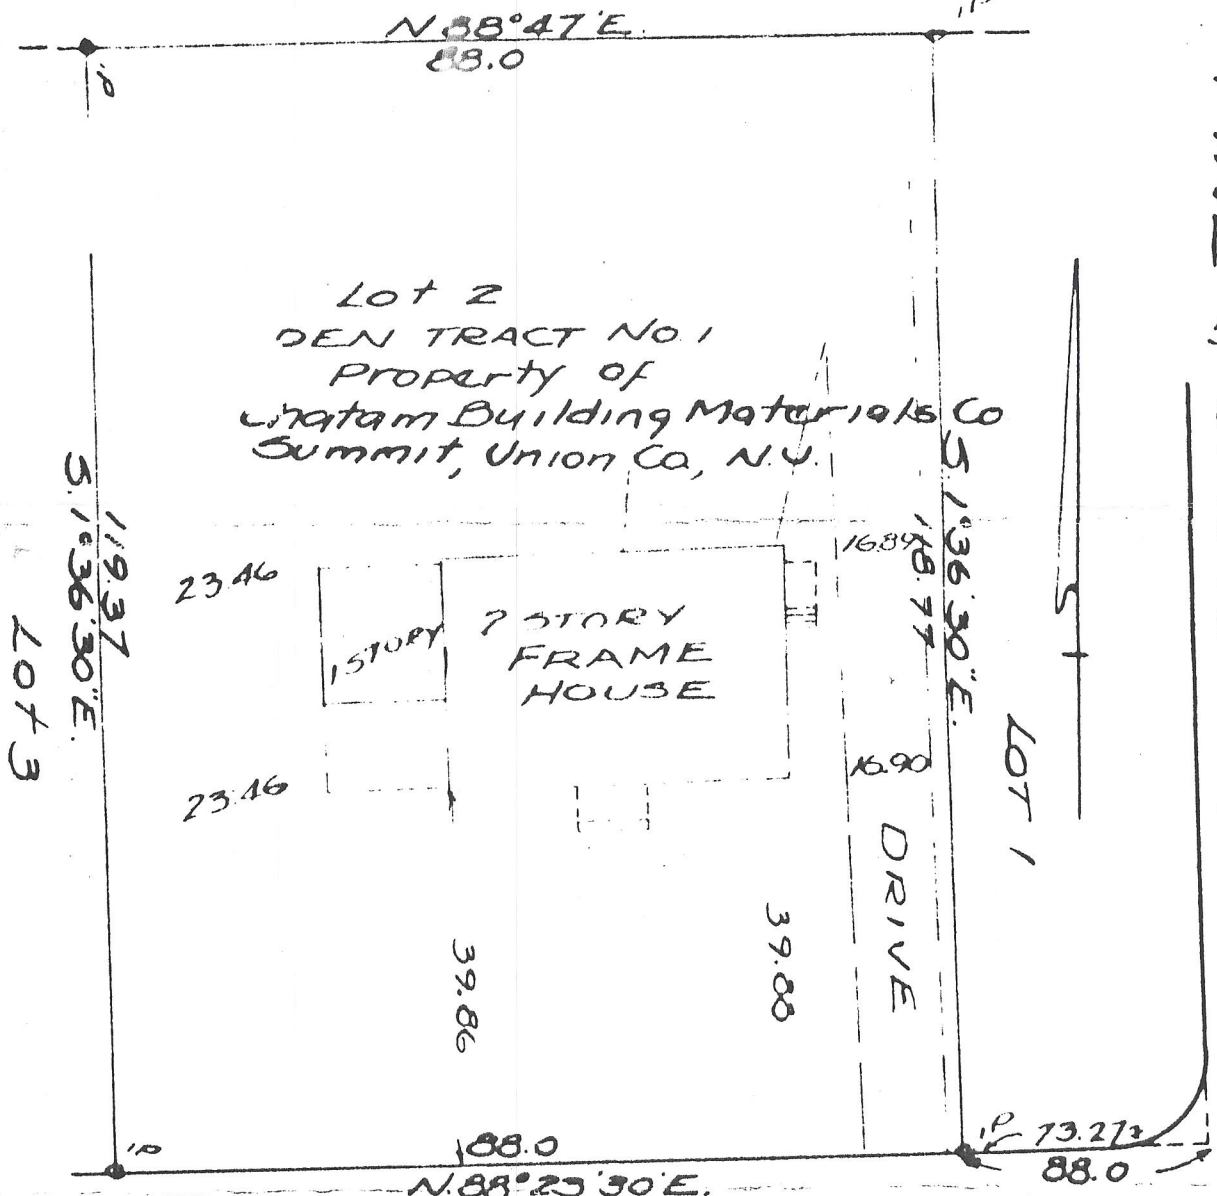 N 88°47'E.
88.0
I.P
I.P
Lot 2
DEN TRACT No. 1
Property of
Chatam Building Materials Co
Summit, Union Co, N.J.
S. 1°36'30"E.
119.37
Lot 3
S. 1°36'30"E.
118.77
LOT 1
23.46
1 STORY
2 STORY
FRAME
HOUSE
16.89
23.46
16.90
DRIVE
39.86
39.88
I.P
88.0
N. 88°23'30"E.
I.P
73.27±
88.0